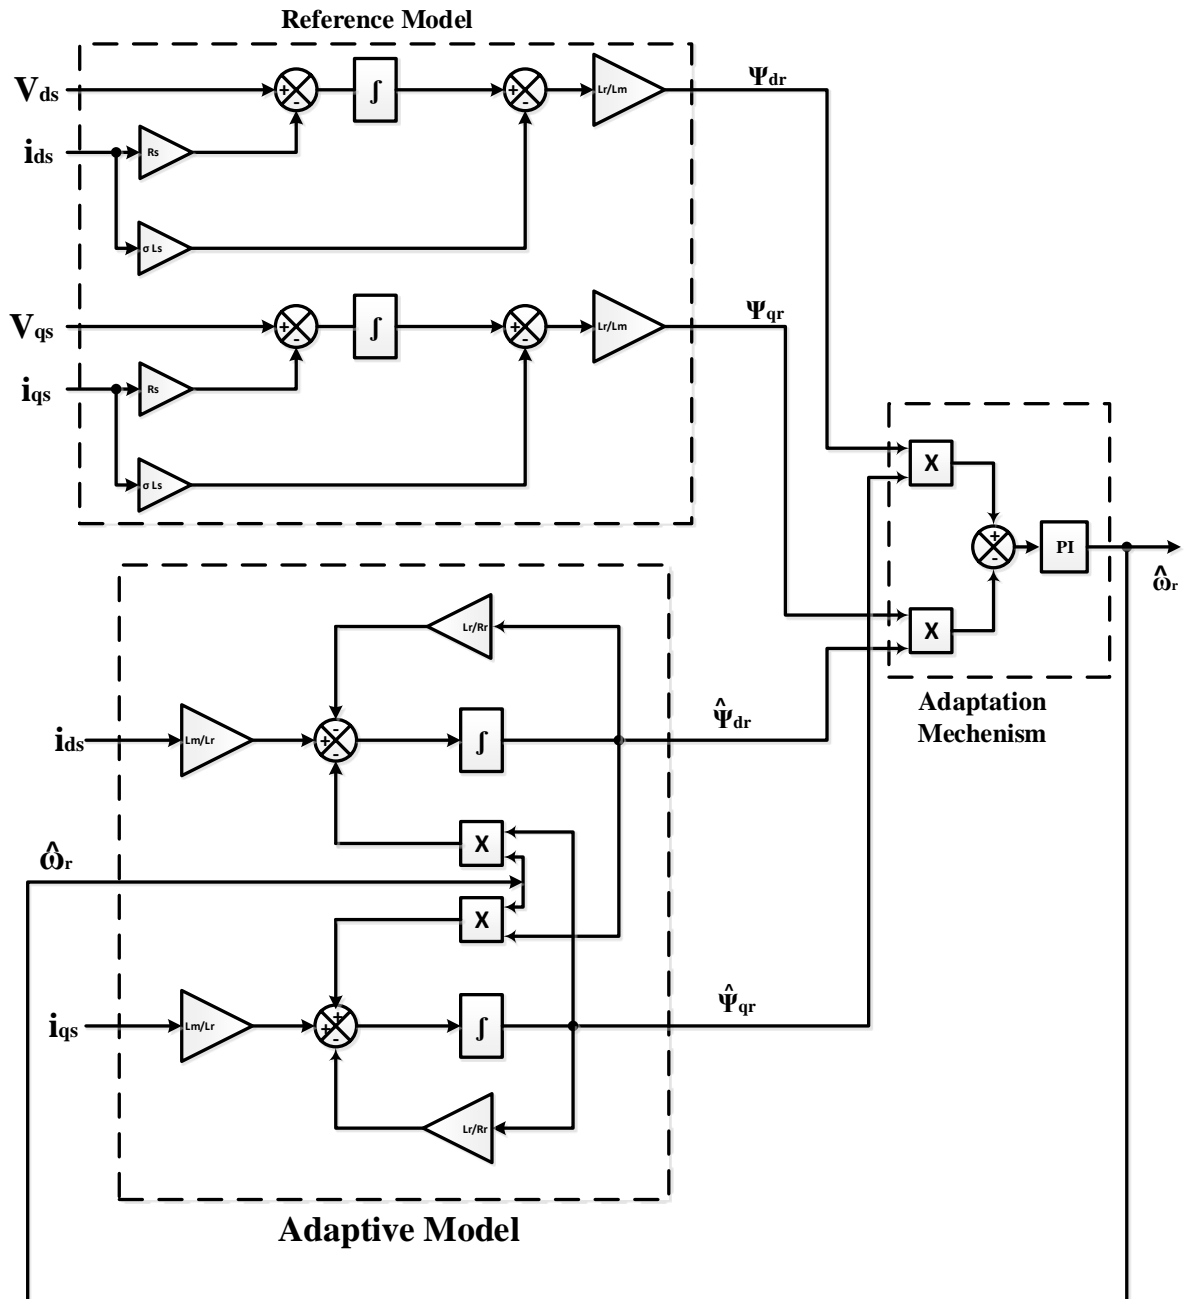 Reference Model
Vds
+
-
∫
+
-
Lr/Lm
Ψdr
ids
Rs
σ Ls
Vqs
+
-
∫
+
-
Lr/Lm
Ψqr
iqs
Rs
σ Ls
X
+
-
PI
ω̂r
X
Adaptation
Mechenism
Lr/Rr
ids
Lm/Lr
-
+
-
∫
Ψ̂dr
X
ω̂r
X
iqs
Lm/Lr
+
+
-
∫
Ψ̂qr
Lr/Rr
Adaptive Model